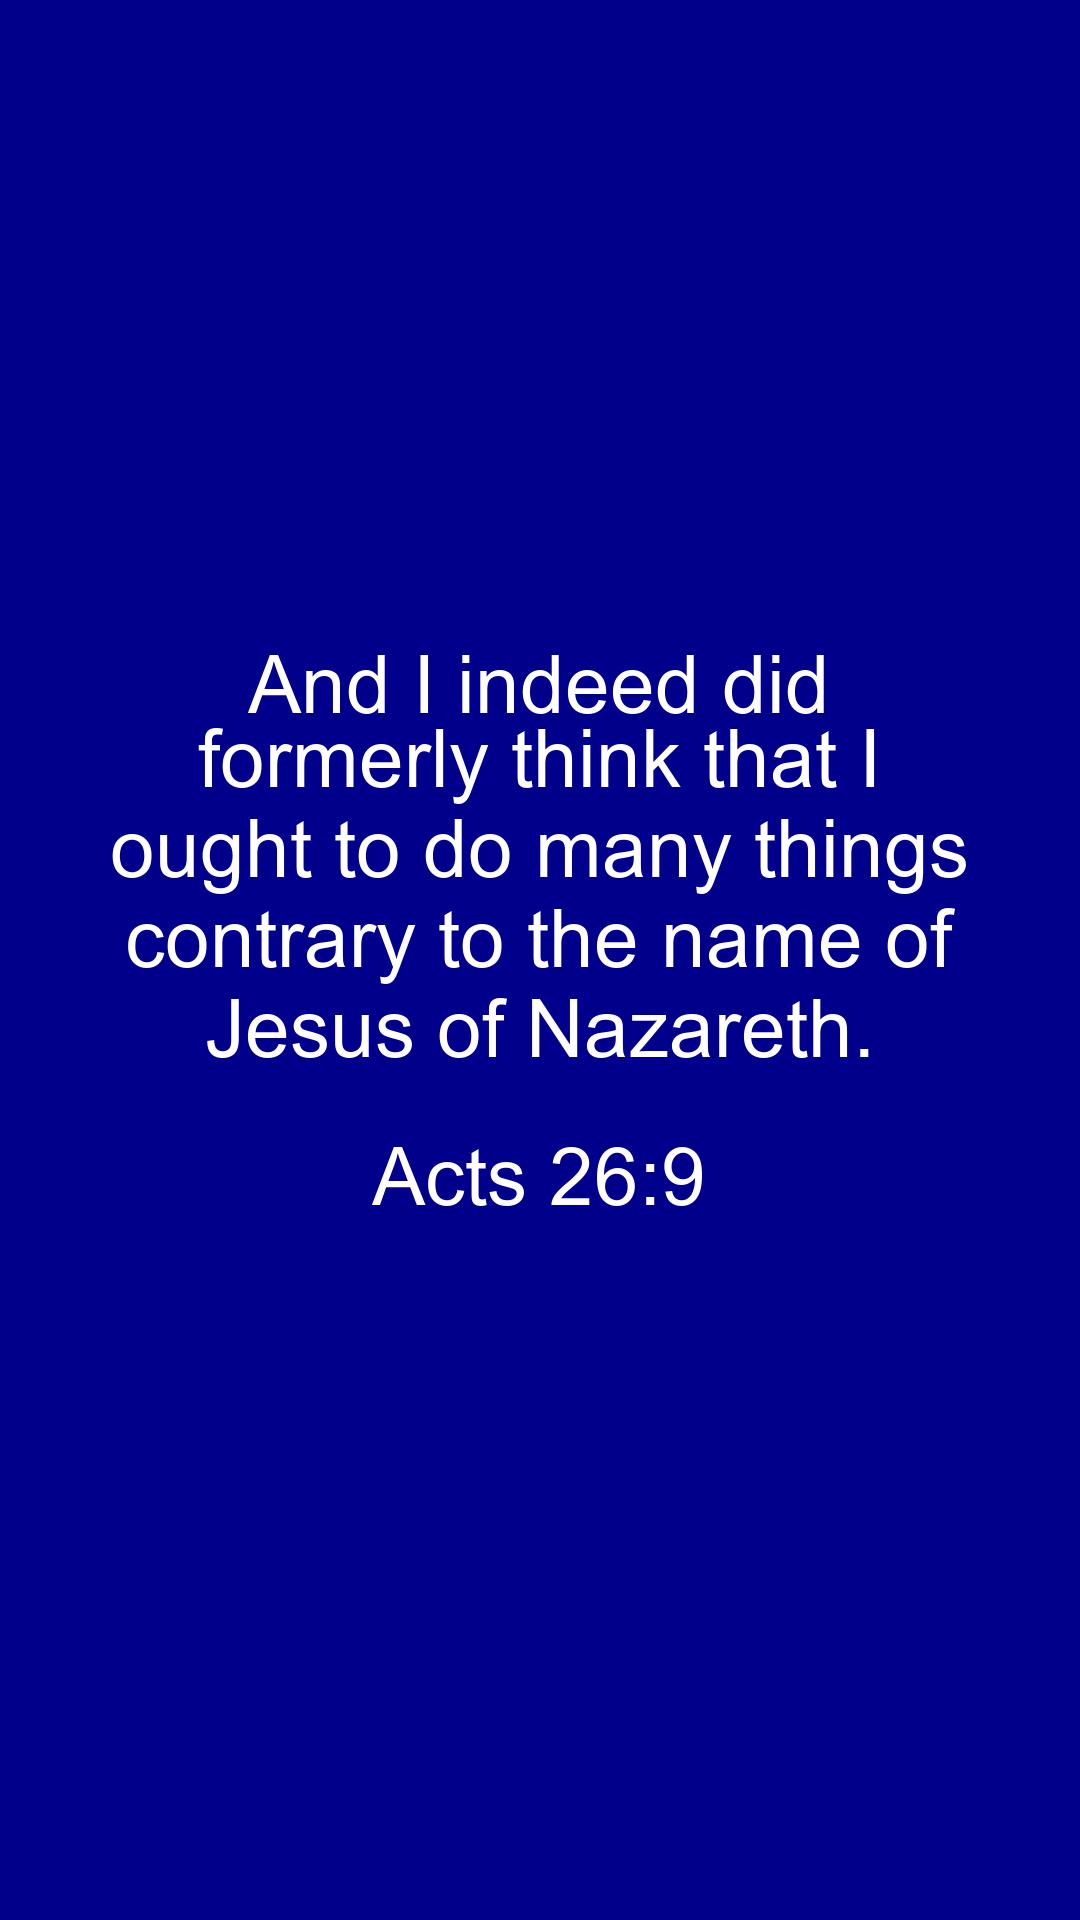 And I indeed did
formerly think that I
ought to do many things
contrary to the name of
Jesus of Nazareth.
Acts 26:9